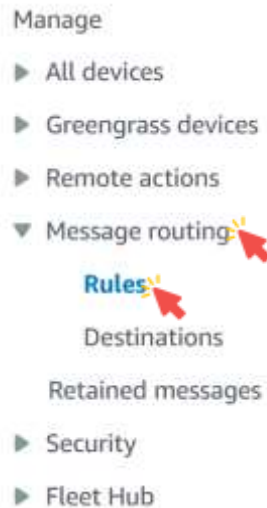 Manage
All devices
Greengrass devices
Remote actions
Message routing
Rules
Destinations
Retained messages
Security
Fleet Hub